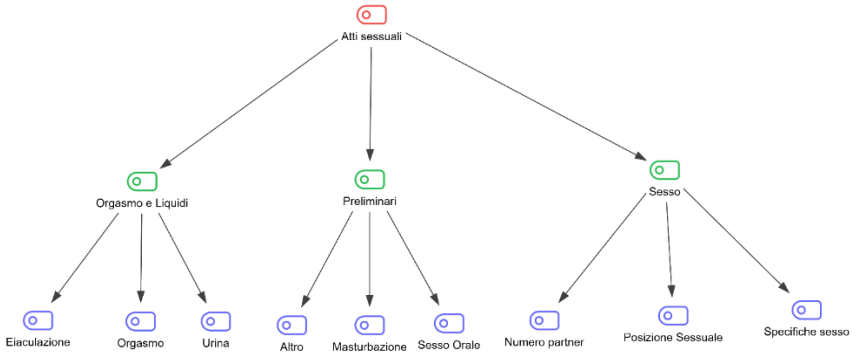 Atti sessuali
Orgasmo e Liquidi
Preliminari
Sesso
Eiaculazione
Orgasmo
Urina
Altro
Masturbazione
Sesso Orale
Numero partner
Posizione Sessuale
Specifiche sesso